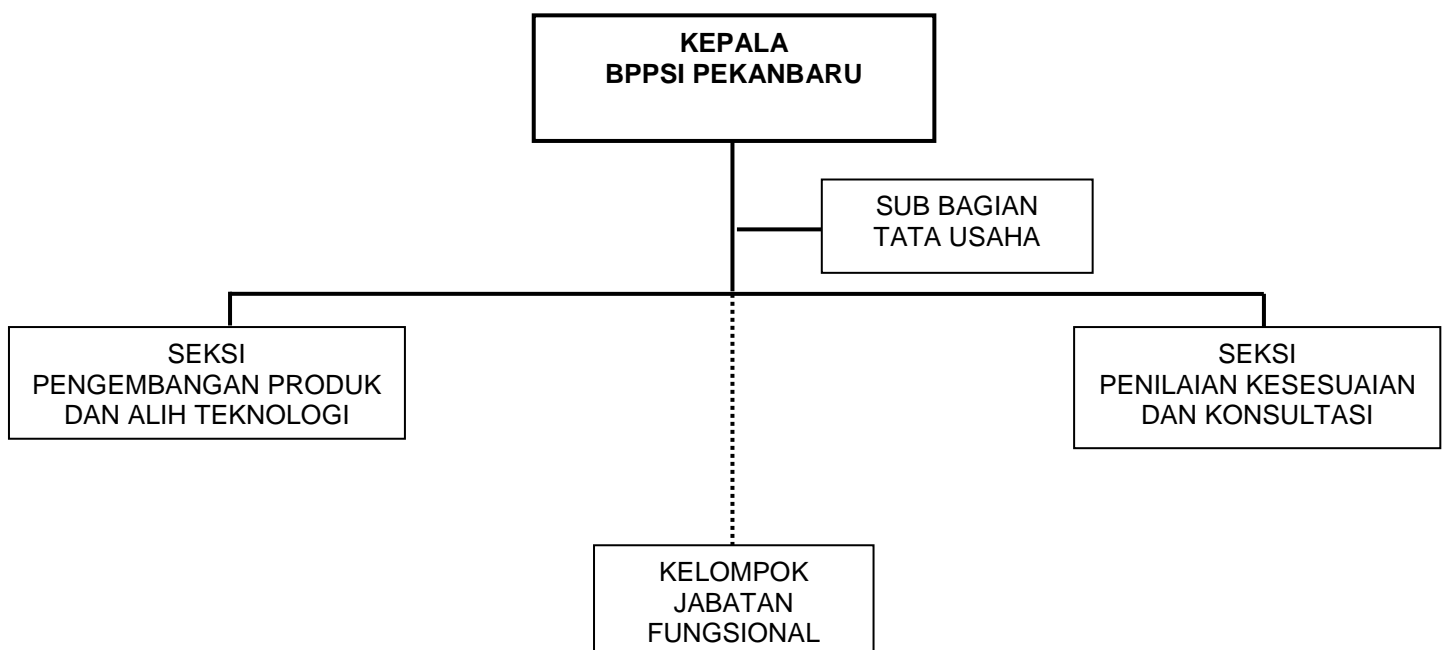 KEPALA
BPPSI PEKANBARU
SUB BAGIAN
TATA USAHA
SEKSI
PENGEMBANGAN PRODUK
DAN ALIH TEKNOLOGI
SEKSI
PENILAIAN KESESUAIAN
DAN KONSULTASI
KELOMPOK
JABATAN
FUNGSIONAL